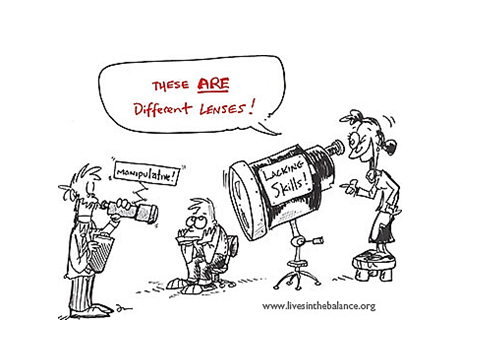 THESE ARE
Different LENSES!
MANIPULATIVE!
LACKING
Skills!
www.livesinthebalance.org